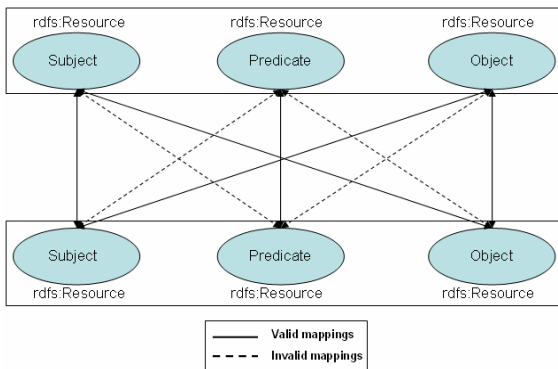 rdfs:Resource rdfs:Resource rdfs:Resource
Subject Predicate Object
Subject Predicate Object
rdfs:Resource rdfs:Resource rdfs:Resource
Valid mappings
Invalid mappings